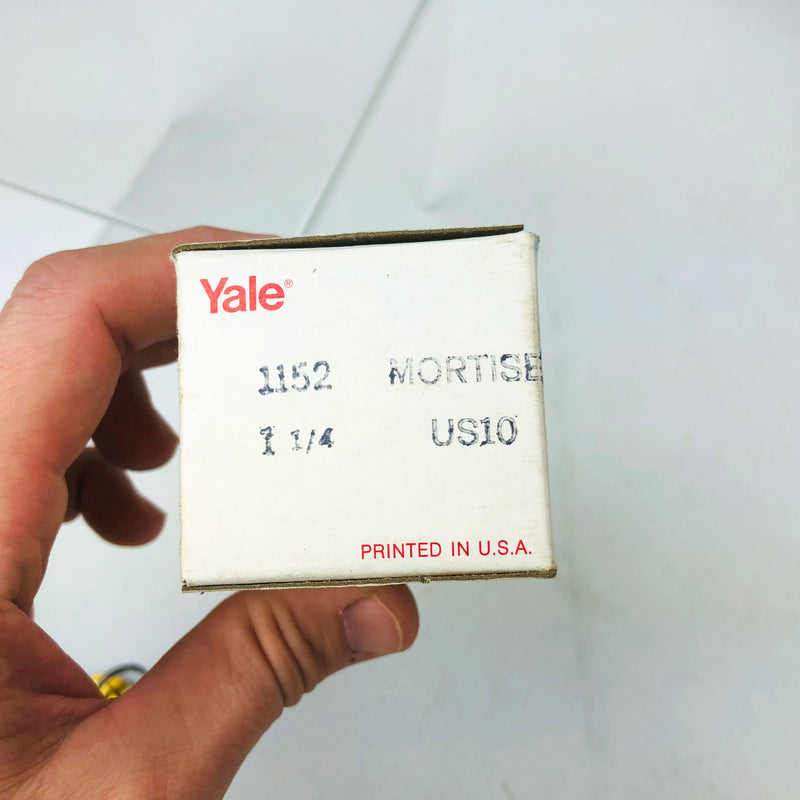 Yale®
1152 MORTISE
1 1/4 US10
PRINTED IN U.S.A.